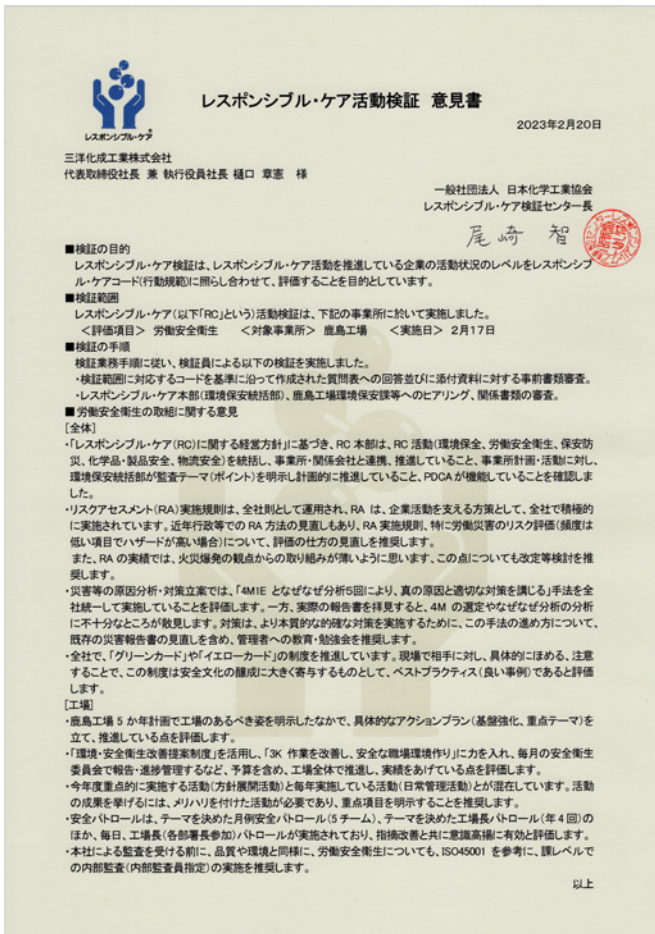 レスポンシブル・ケア活動検証 意見書
レスポンシブル・ケア®
2023年2月20日
三洋化成工業株式会社
代表取締役社長 兼 執行役員社長 樋口 章憲 様
一般社団法人 日本化学工業協会
レスポンシブル・ケア検証センター長
尾崎 智
■検証の目的
レスポンシブル・ケア検証は、レスポンシブル・ケア活動を推進している企業の活動状況のレベルをレスポンシブ
ル・ケアコード(行動規範)に照らし合わせて、評価することを目的としています。
■検証範囲
レスポンシブル・ケア(以下「RC」という)活動検証は、下記の事業所に於いて実施しました。
<評価項目> 労働安全衛生 <対象事業所> 鹿島工場 <実施日> 2月17日
■検証の手順
検証業務手順に従い、検証員による以下の検証を実施しました。
・検証範囲に対応するコードを基準に沿って作成された質問表への回答並びに添付資料に対する事前書類審査。
・レスポンシブル・ケア本部(環境保安統括部)、鹿島工場環境保安課等へのヒアリング、関係書類の審査。
■労働安全衛生の取組に関する意見
[全体]
・「レスポンシブル・ケア(RC)に関する経営方針」に基づき、RC本部は、RC活動(環境保全、労働安全衛生、保安防
災、化学品・製品安全、物流安全)を統括し、事業所・関係会社と連携、推進していること、事業所計画・活動に対し、
環境保安統括部が監査テーマ(ポイント)を明示し計画的に推進していること、PDCAが機能していることを確認しま
した。
・リスクアセスメント(RA)実施規則は、全社則として運用され、RAは、企業活動を支える方策として、全社で積極的
に実施されています。近年行政等でのRA方法の見直しもあり、RA実施規則、特に労働災害のリスク評価(頻度は
低い項目でハザードが高い場合)について、評価の仕方の見直しを推奨します。
また、RAの実績では、火災爆発の観点からの取り組みが薄いように思います、この点についても改定等検討を推
奨します。
・災害等の原因分析・対策立案では、「4M1Eとなぜなぜ分析5回により、真の原因と適切な対策を講じる」手法を全
社統一して実施していることを評価します。一方、実際の報告書を拝見すると、4Mの選定やなぜなぜ分析の分析
に不十分なところが散見します。対策は、より本質的な的確な対策を実施するために、この手法の進め方について、
既存の災害報告書の見直しを含め、管理者への教育・勉強会を推奨します。
・全社で、「グリーンカード」や「イエローカード」の制度を推進しています。現場で相手に対し、具体的にほめる、注意
することで、この制度は安全文化の醸成に大きく寄与するものとして、ベストプラクティス(良い事例)であると評価
します。
[工場]
・鹿島工場5か年計画で工場のあるべき姿を明示したなかで、具体的なアクションプラン(基盤強化、重点テーマ)を
立て、推進している点を評価します。
・「環境・安全衛生改善提案制度」を活用し、「3K作業を改善し、安全な職場環境作り」に力を入れ、毎月の安全衛生
委員会で報告・進捗管理するなど、予算を含め、工場全体で推進し、実績をあげている点を評価します。
・今年度重点的に実施する活動(方針展開活動)と毎年実施している活動(日常管理活動)とが混在しています。活動
の成果を挙げるには、メリハリを付けた活動が必要であり、重点項目を明示することを推奨します。
・安全パトロールは、テーマを決めた月例安全パトロール(5チーム)、テーマを決めた工場長パトロール(年4回)の
ほか、毎日、工場長(各部署長参加)パトロールが実施されており、指摘改善と共に意識高揚に有効と評価します。
・本社による監査を受ける前に、品質や環境と同様に、労働安全衛生についても、ISO45001を参考に、課レベルで
の内部監査(内部監査員指定)の実施を推奨します。
以上